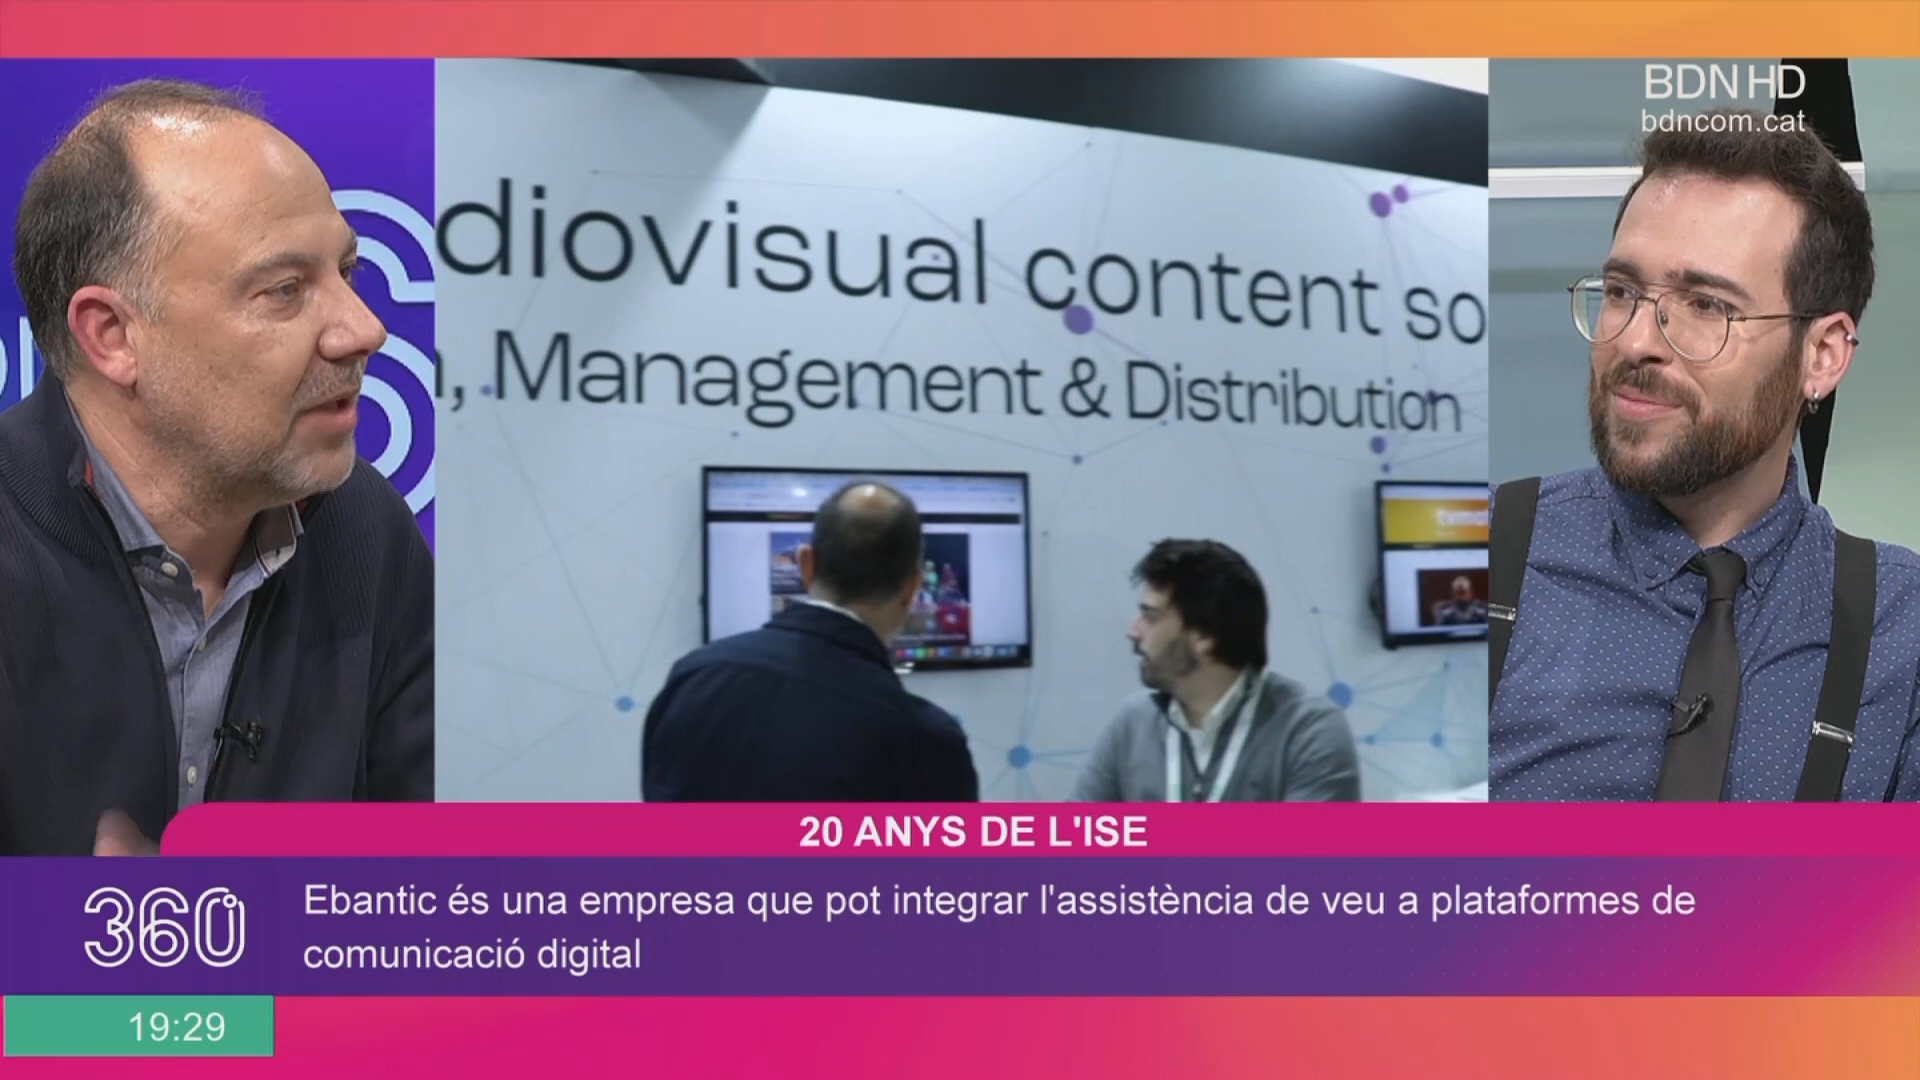 BDN HD
bdncom.cat
diovisual content so
, Management & Distribution
20 ANYS DE L'ISE
360
Ebantic és una empresa que pot integrar l'assistència de veu a plataformes de
comunicació digital
19:29